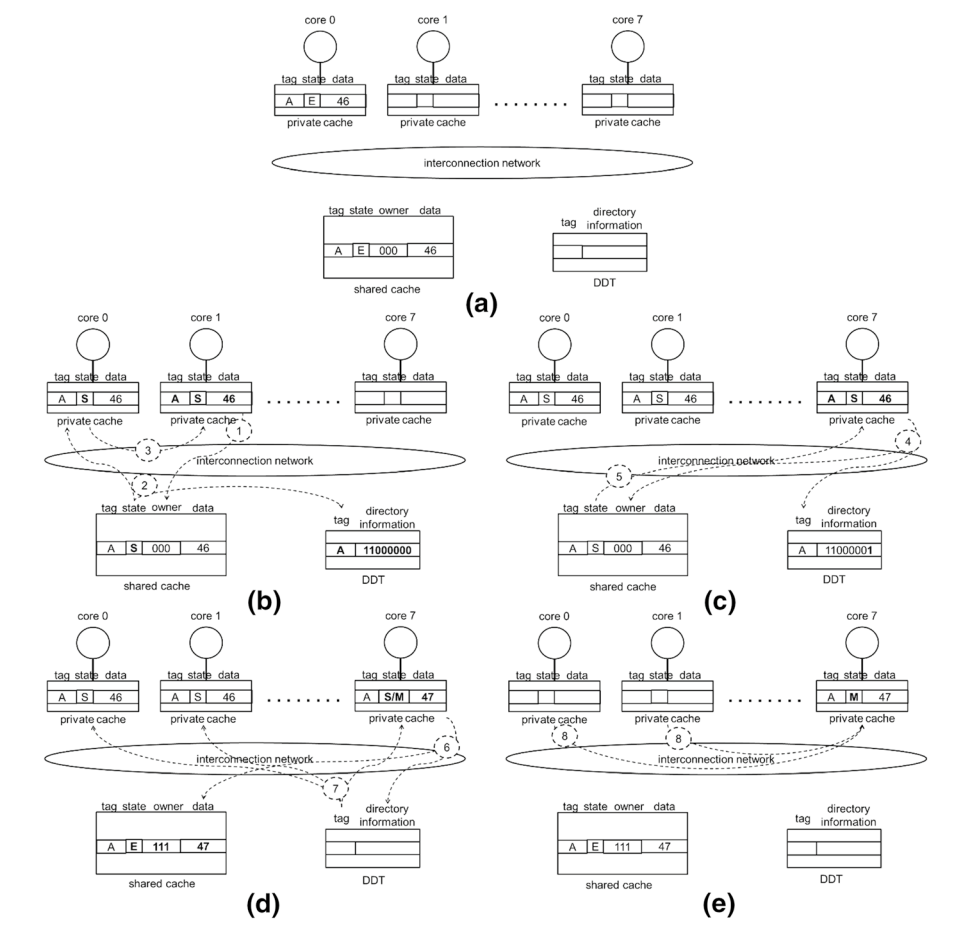 core 0 core 1 core 7
tag state data tag state data tag state data
A E 46
private cache private cache private cache
interconnection network
tag state owner data
directory
tag information
A E 000 46
shared cache
DDT
(a)
core 0 core 1 core 7
tag state data tag state data tag state data
A S 46 A S 46
private cache private cache private cache
1
3
interconnection network
2
tag state owner data
directory
tag information
A S 000 46
A 11000000
shared cache
DDT
(b)
core 0 core 1 core 7
tag state data tag state data tag state data
A S 46 A S 46 A S 46
private cache private cache private cache
4
interconnection network
5
tag state owner data
directory
tag information
A S 000 46
A 11000001
shared cache
DDT
(c)
core 0 core 1 core 7
tag state data tag state data tag state data
A S 46 A S 46 A S/M 47
private cache private cache private cache
6
interconnection network
7
tag state owner data
directory
tag information
A E 111 47
shared cache
DDT
(d)
core 0 core 1 core 7
tag state data tag state data tag state data
A M 47
private cache private cache private cache
8 8
interconnection network
tag state owner data
directory
tag information
A E 111 47
shared cache
DDT
(e)